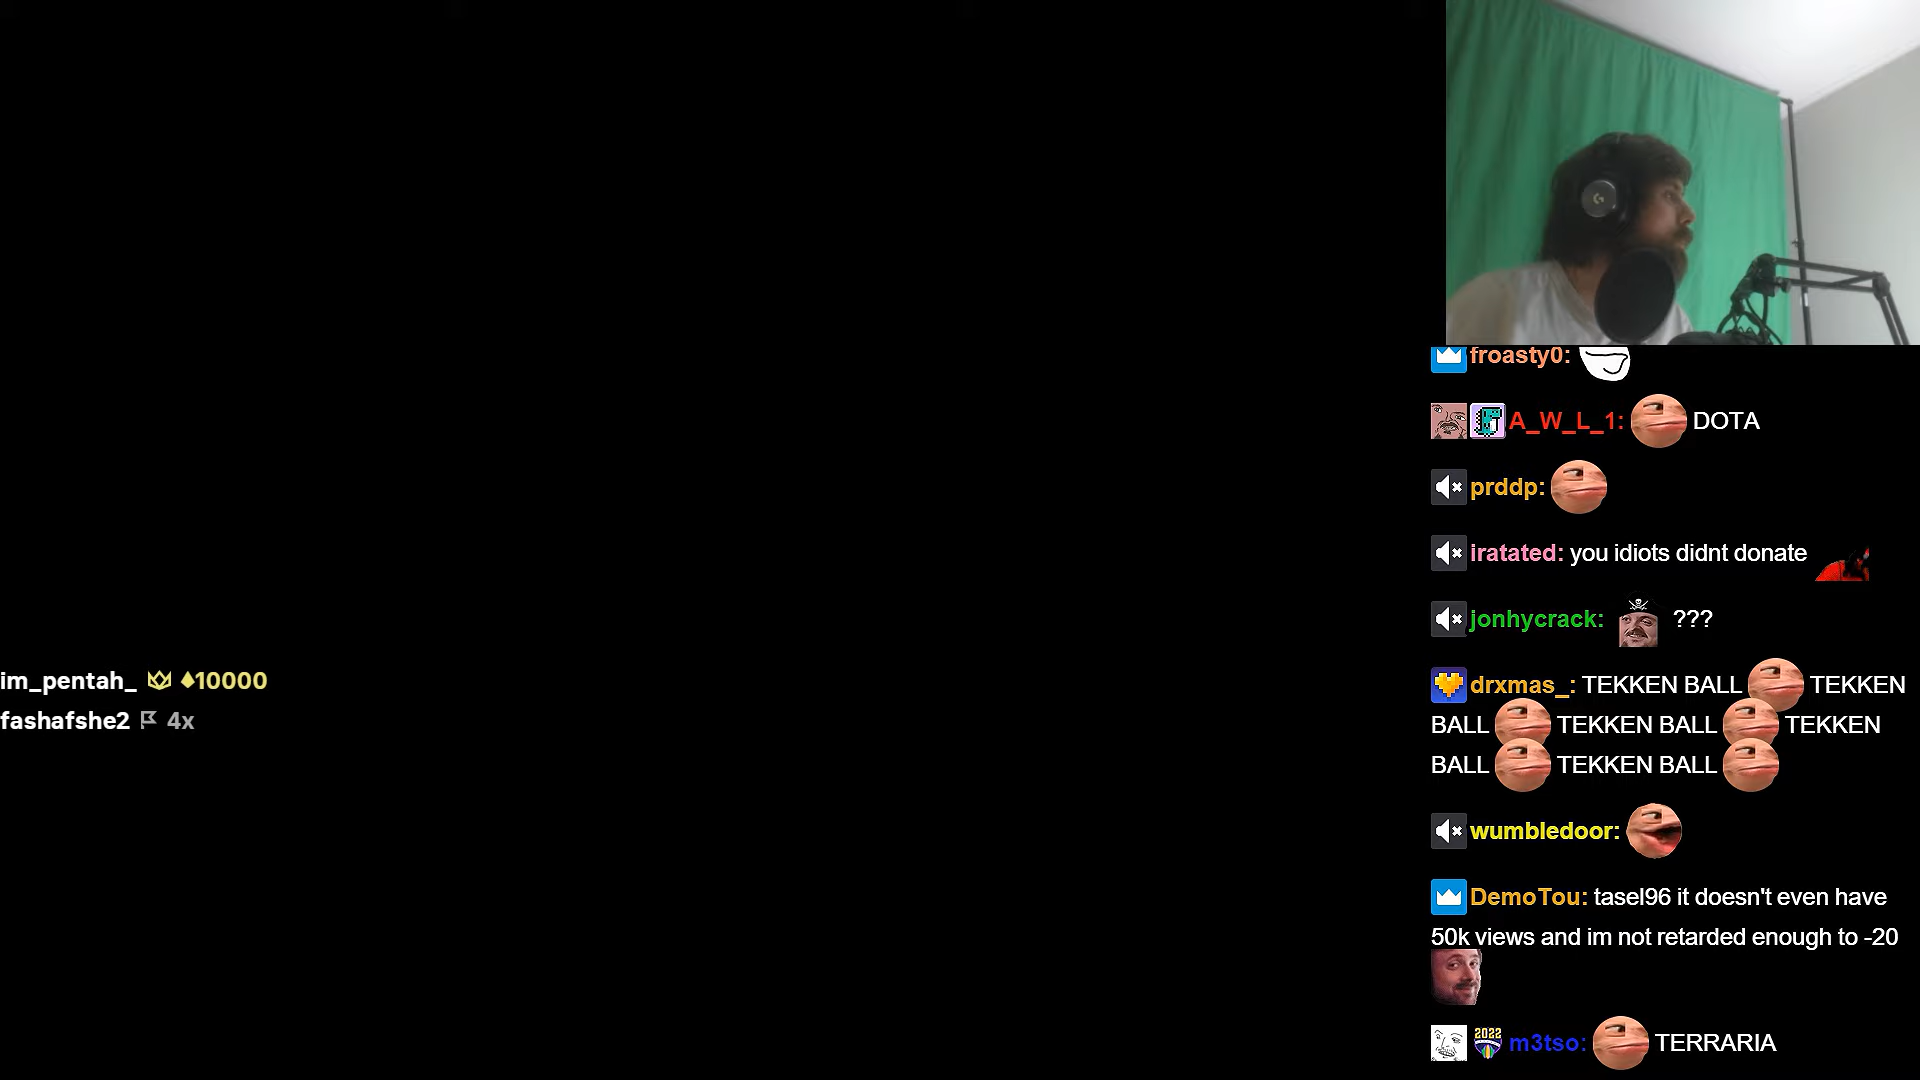 froasty0:
A_W_L_1: DOTA
prddp:
iratated: you idiots didnt donate
jonhycrack: ???
im_pentah_ 10000
fashafshe2 4x
drxmas_: TEKKEN BALL TEKKEN
BALL TEKKEN BALL TEKKEN
BALL TEKKEN BALL
wumbledoor:
DemoTou: tasel96 it doesn't even have
50k views and im not retarded enough to -20
2022
m3tso: TERRARIA